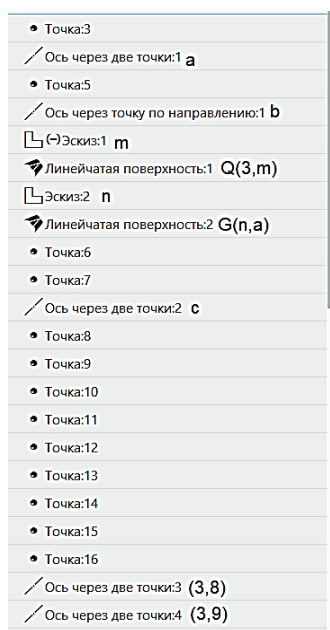 Точка:3
Ось через две точки:1 a
Точка:5
Ось через точку по направлению:1 b
(−)Эскиз:1 m
Линейчатая поверхность:1 Q(3,m)
Эскиз:2 n
Линейчатая поверхность:2 G(n,a)
Точка:6
Точка:7
Ось через две точки:2 c
Точка:8
Точка:9
Точка:10
Точка:11
Точка:12
Точка:13
Точка:14
Точка:15
Точка:16
Ось через две точки:3 (3,8)
Ось через две точки:4 (3,9)